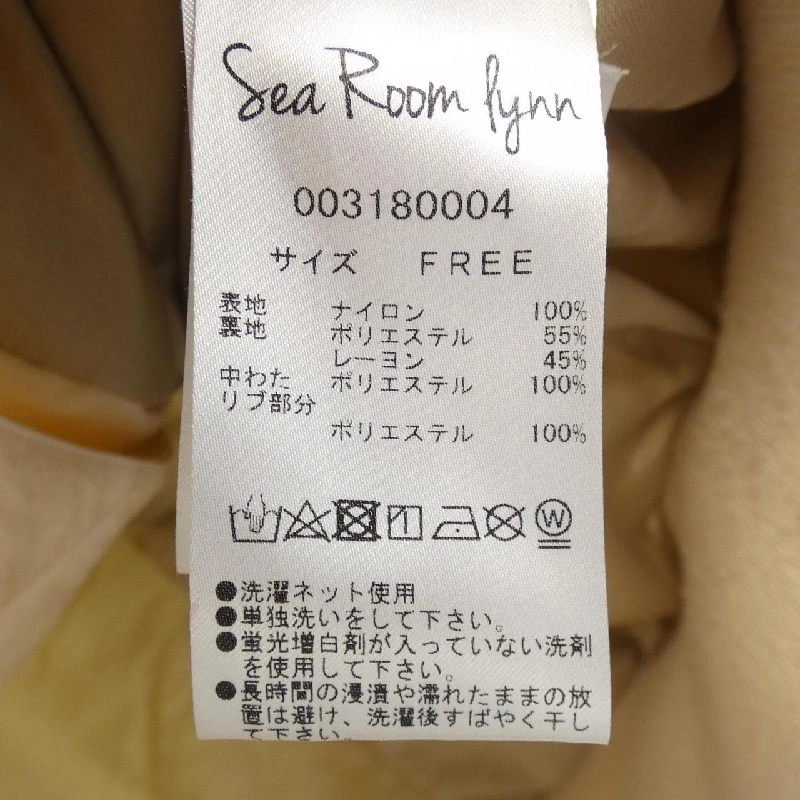 Sea Room lynn
003180004
サイズ FREE
表地 ナイロン 100%
裏地 ポリエステル 55%
レーヨン 45%
中わた ポリエステル 100%
リブ部分
ポリエステル 100%
W
●洗濯ネット使用
●単独洗いをして下さい。
●蛍光増白剤が入っていない洗剤
を使用して下さい。
●長時間の浸漬や濡れたままの放
置は避け、洗濯後すばやく干し
て下さい。